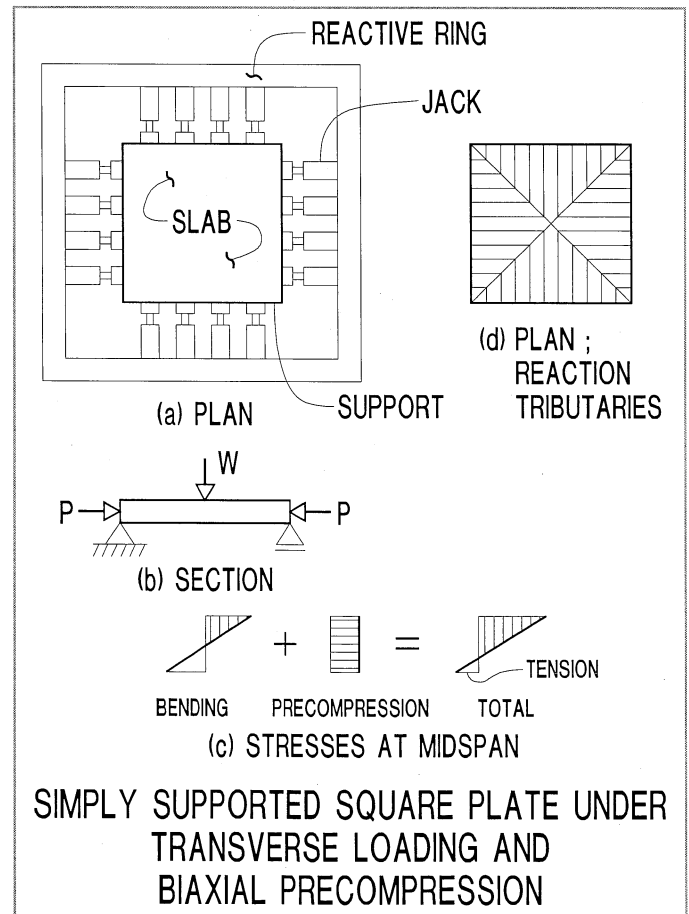 REACTIVE RING
JACK
SLAB
(a) PLAN
SUPPORT
(d) PLAN ;
REACTION
TRIBUTARIES
W
P
P
(b) SECTION
+
=
TENSION
BENDING
PRECOMPRESSION
TOTAL
(c) STRESSES AT MIDSPAN
SIMPLY SUPPORTED SQUARE PLATE UNDER
TRANSVERSE LOADING AND
BIAXIAL PRECOMPRESSION